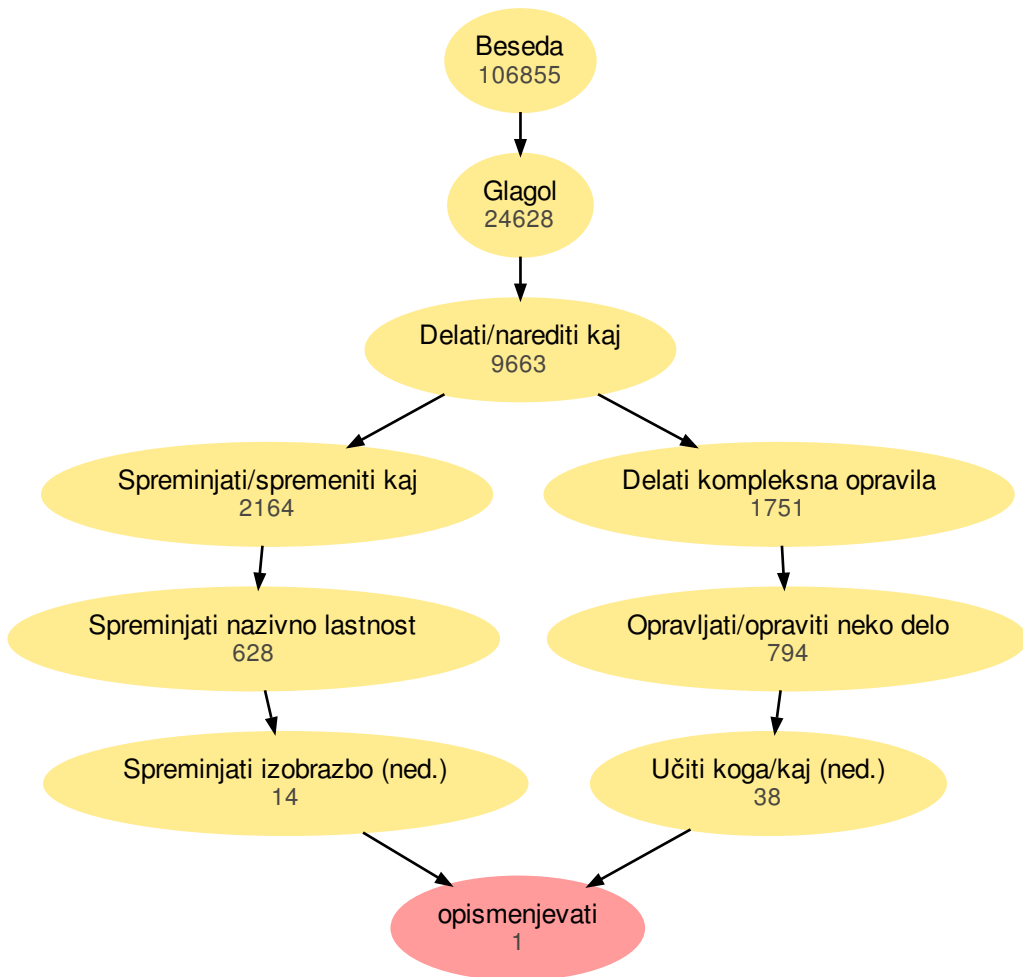 Beseda
106855
Glagol
24628
Delati/narediti kaj
9663
Spreminjati/spremeniti kaj
2164
Delati kompleksna opravila
1751
Spreminjati nazivno lastnost
628
Opravljati/opraviti neko delo
794
Spreminjati izobrazbo (ned.)
14
Učiti koga/kaj (ned.)
38
opismenjevati
1